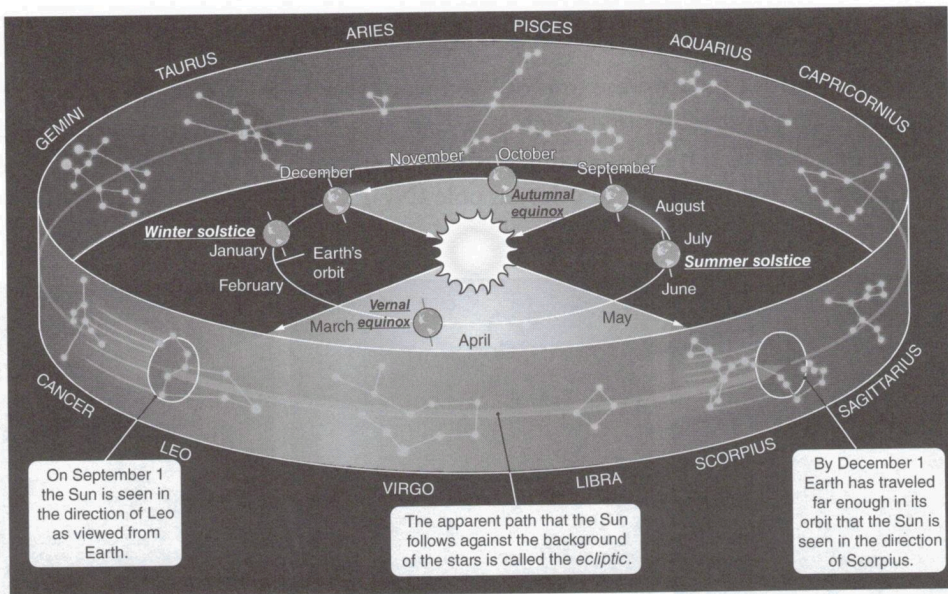 ARIES
PISCES
TAURUS
AQUARIUS
GEMINI
CAPRICORNIUS
November
October
December
September
Autumnal
equinox
August
Winter solstice
January
Earth's
orbit
July
Summer solstice
February
June
Vernal
equinox
March
May
April
CANCER
LEO
VIRGO
LIBRA
SCORPIUS
SAGITTARIUS
On September 1
the Sun is seen in
the direction of Leo
as viewed from
Earth.
The apparent path that the Sun
follows against the background
of the stars is called the ecliptic.
By December 1
Earth has traveled
far enough in its
orbit that the Sun is
seen in the direction
of Scorpius.